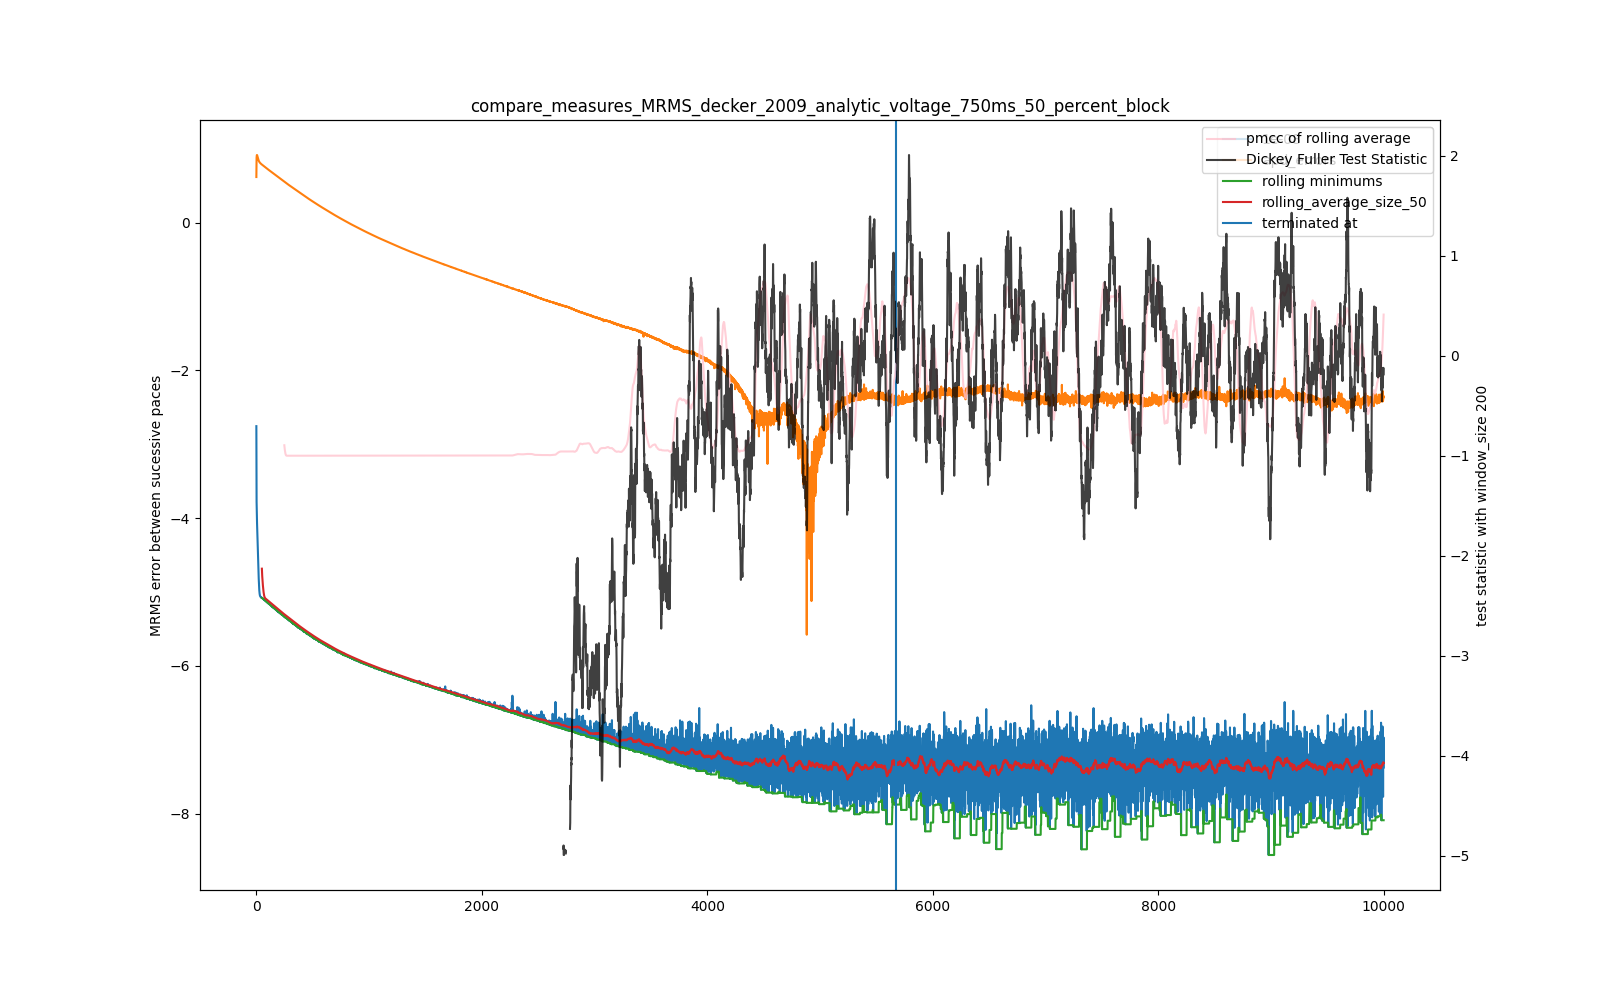 compare_measures_MRMS_decker_2009_analytic_voltage_750ms_50_percent_block
pmcc of rolling average
Dickey Fuller Test Statistic
rolling minimums
rolling_average_size_50
terminated at
MRMS error between sucessive paces
0
−2
−4
−6
−8
test statistic with window_size 200
2
1
0
−1
−2
−3
−4
−5
0
2000
4000
6000
8000
10000